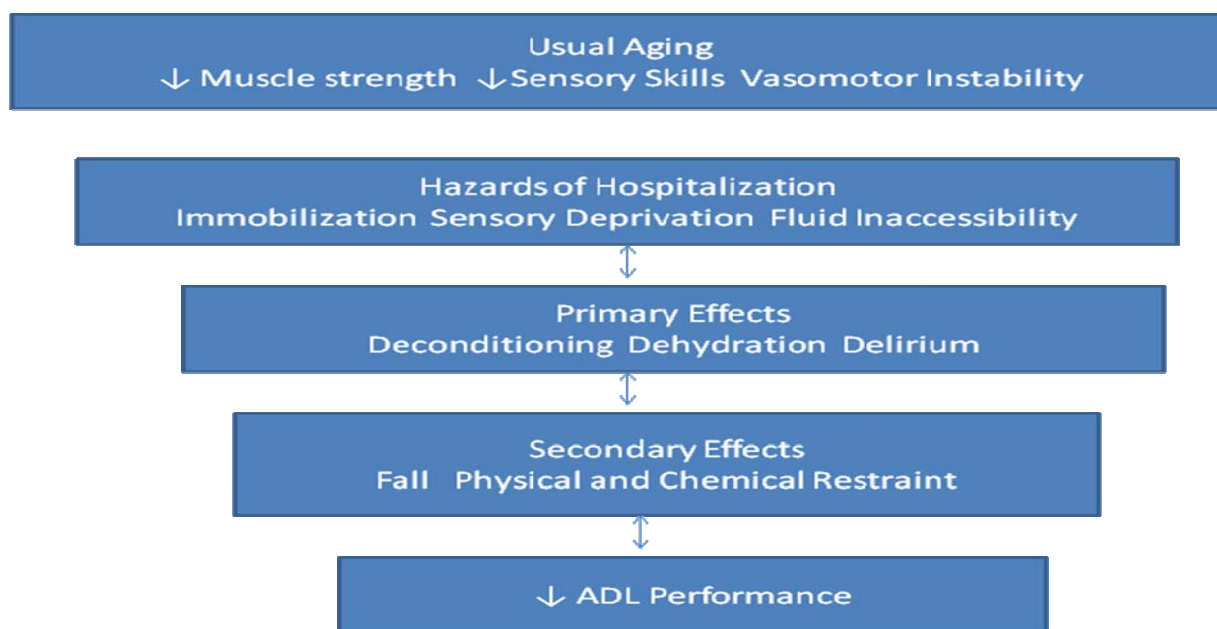 Usual Aging
↓ Muscle strength ↓Sensory Skills Vasomotor Instability
Hazards of Hospitalization
Immobilization Sensory Deprivation Fluid Inaccessibility
Primary Effects
Deconditioning Dehydration Delirium
Secondary Effects
Fall Physical and Chemical Restraint
↓ ADL Performance